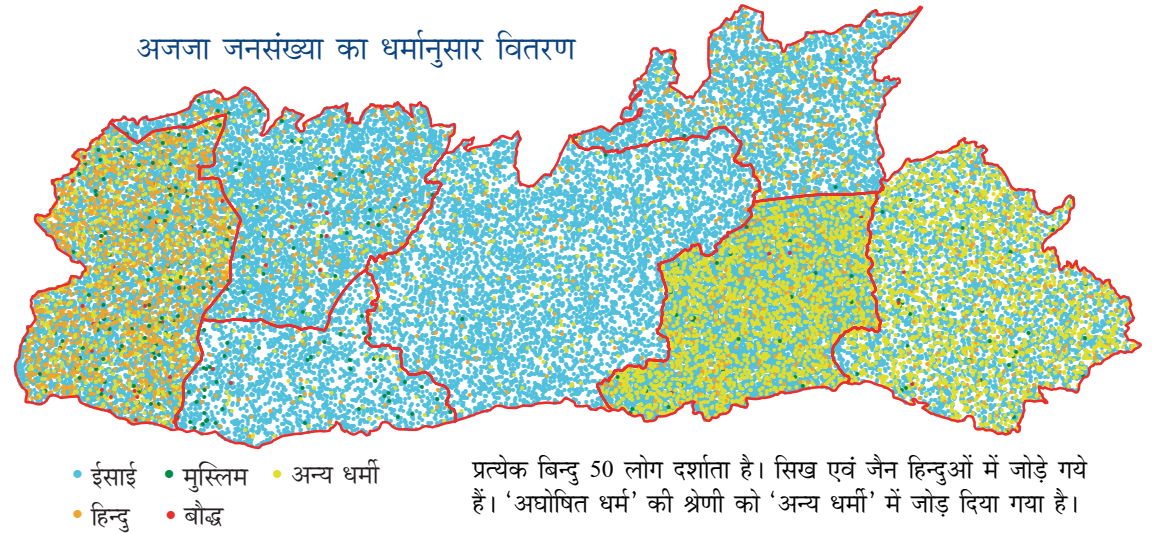 अजजा जनसंख्या का धर्मानुसार वितरण
ईसाई
मुस्लिम
अन्य धर्मी
हिन्दु
बौद्ध
प्रत्येक बिन्दु 50 लोग दर्शाता है। सिख एवं जैन हिन्दुओं में जोड़े गये
हैं। ‘अघोषित धर्म’ की श्रेणी को ‘अन्य धर्मी’ में जोड़ दिया गया है।